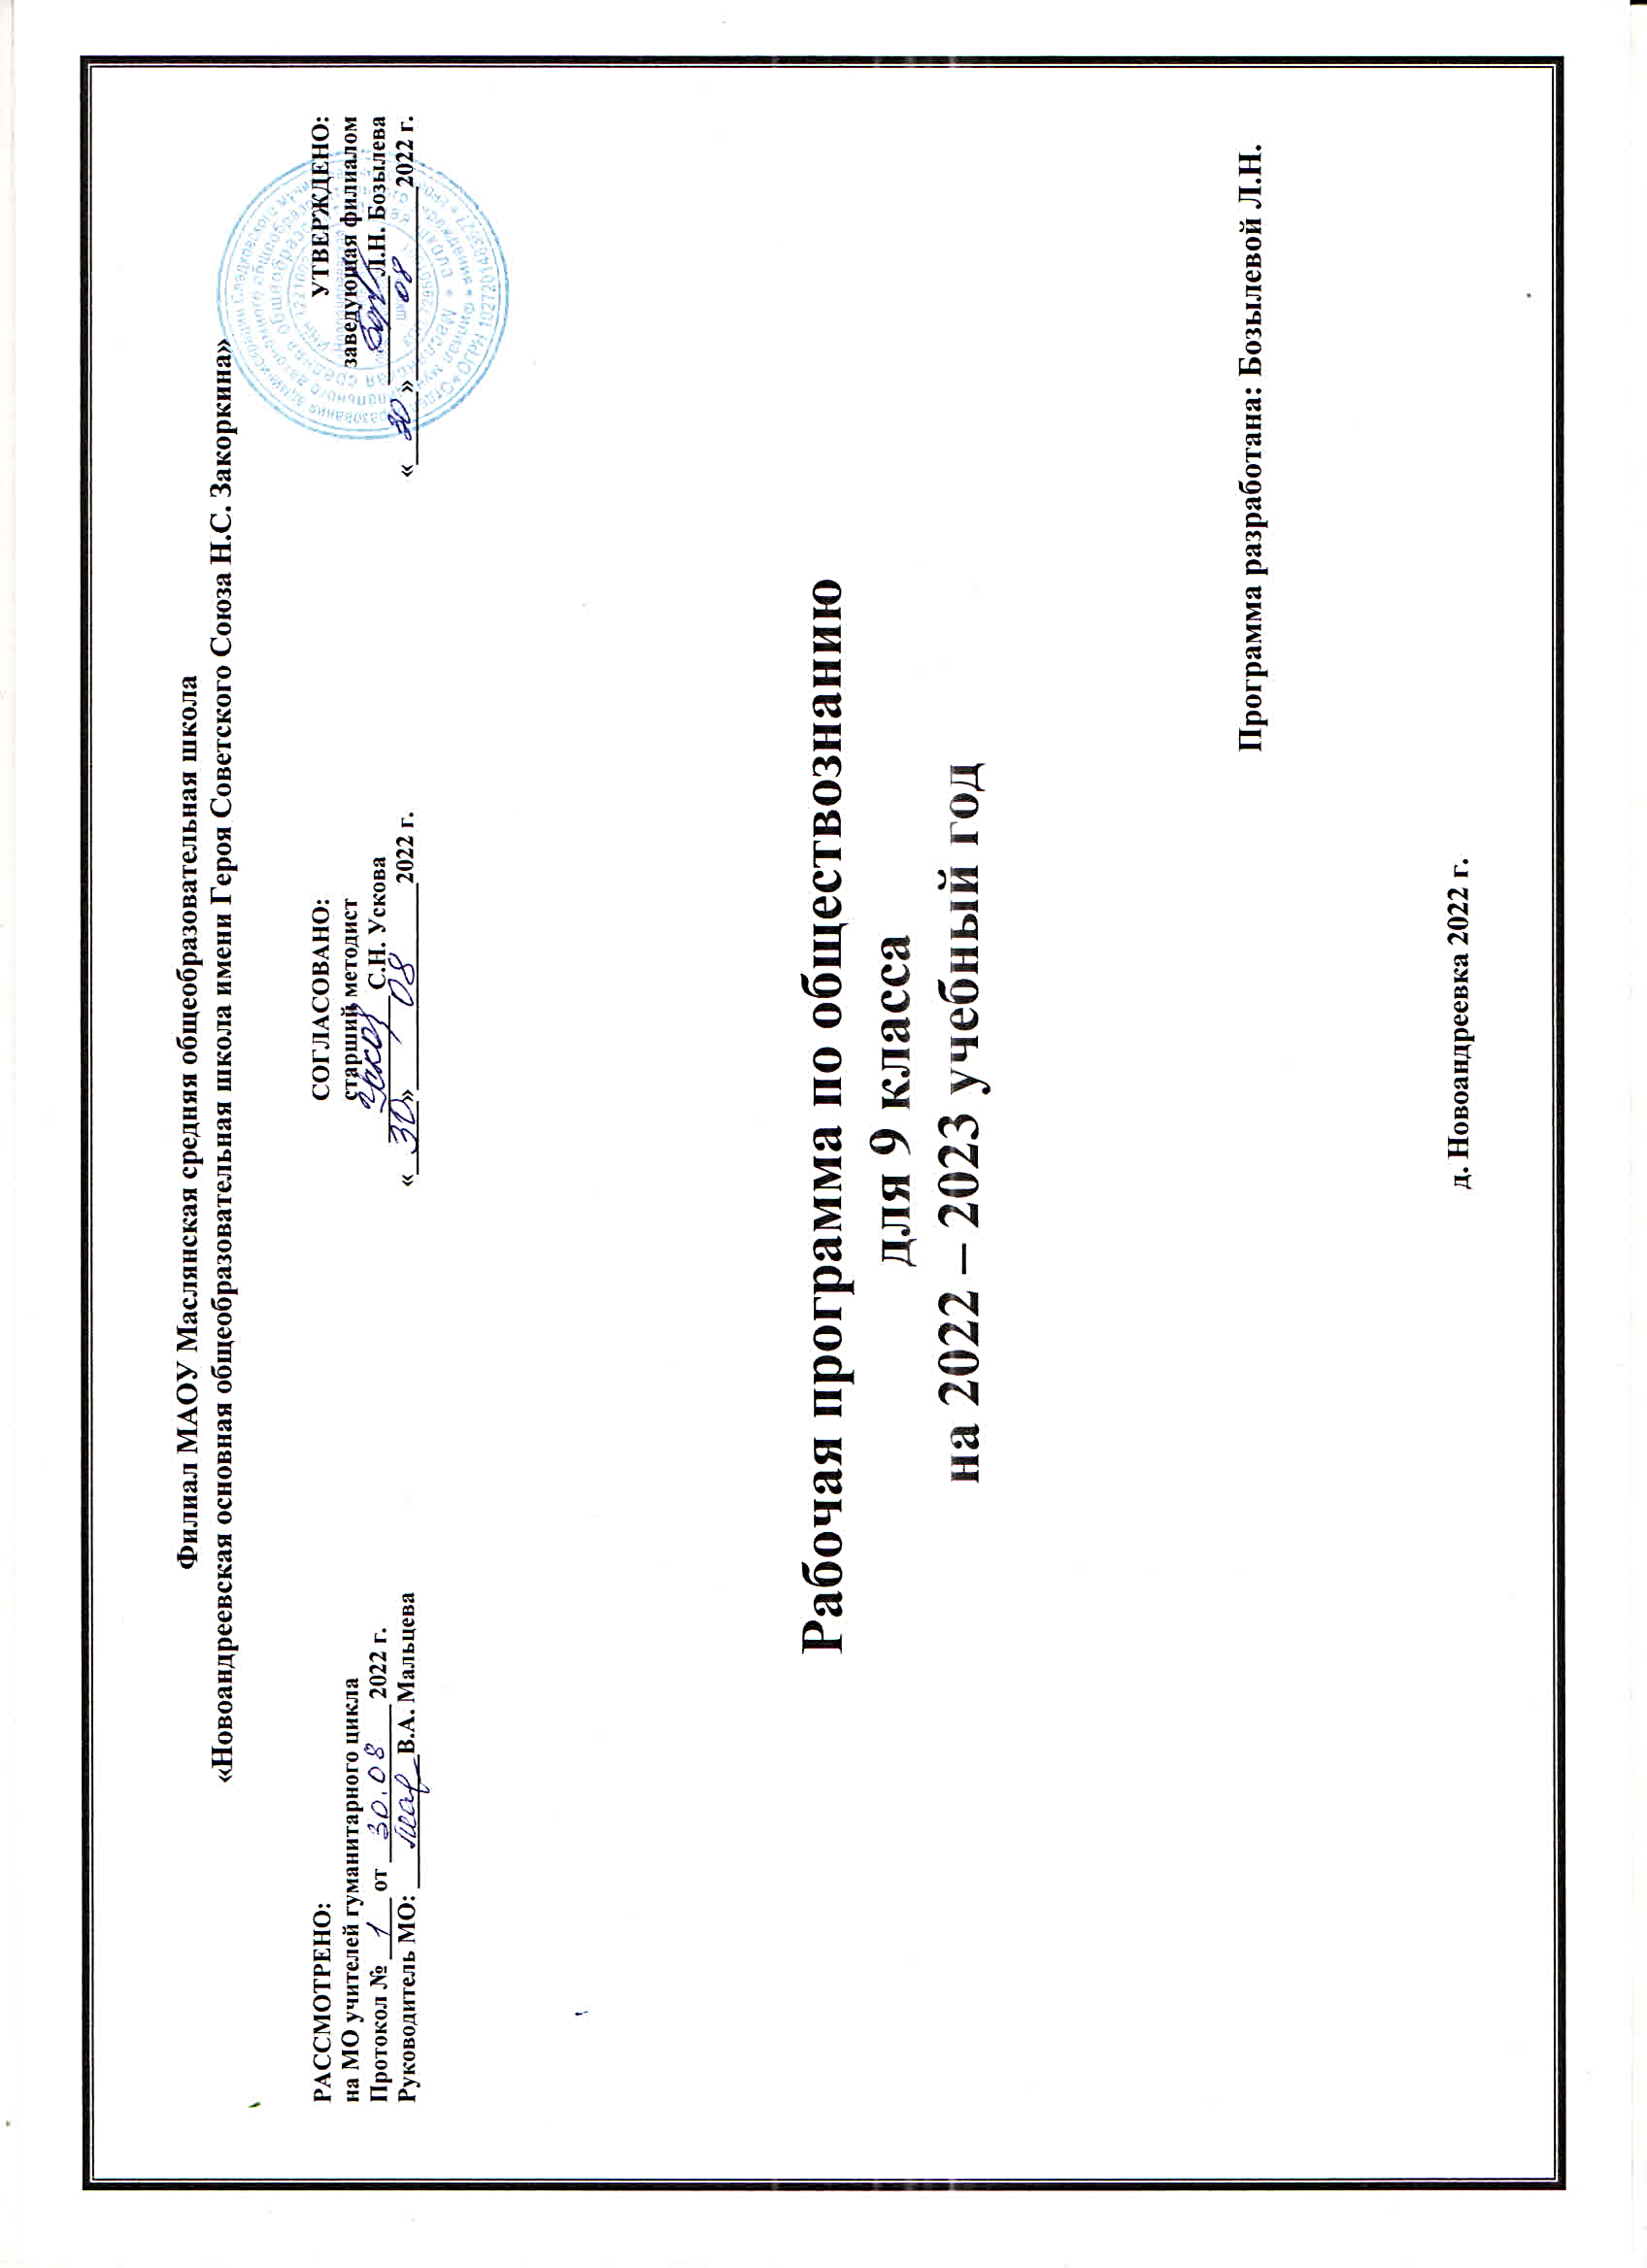 Филиал МАОУ Маслянская средняя общеобразовательная школа
«Новоандреевская основная общеобразовательная школа имени Героя Советского Союза Н.С. Закоркина»
РАССМОТРЕНО:
на МО учителей гуманитарного цикла
Протокол № 1 от 30.08 2022 г.
Руководитель МО: В.А. Мальцева
СОГЛАСОВАНО:
старший методист
С.Н. Ускова
«30» 08 2022 г.
УТВЕРЖДЕНО:
заведующая филиалом
Л.Н. Бозылева
«30» 08 2022 г.
Рабочая программа по обществознанию
для 9 класса
на 2022 – 2023 учебный год
Программа разработана: Бозылевой Л.Н.
д. Новоандреевка 2022 г.